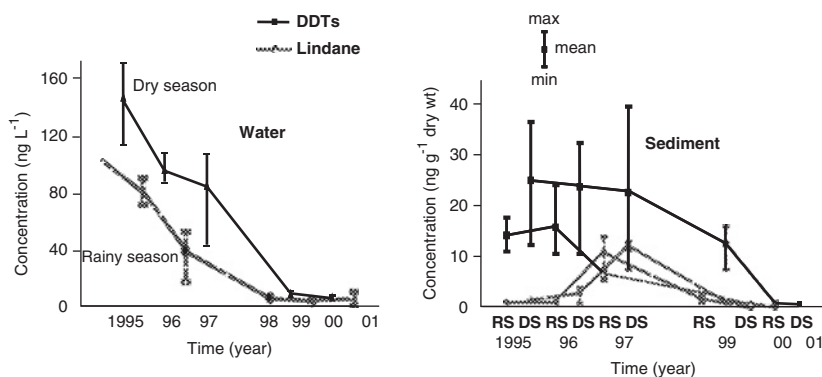 DDTs
Lindane
160
120
80
40
0
Concentration (ng L⁻¹)
Dry season
Water
Rainy season
1995 96 97 98 99 00 01
Time (year)
max
mean
min
40
30
20
10
0
Concentration (ng g⁻¹ dry wt)
Sediment
RS DS RS DS RS DS RS DS RS DS
1995 96 97 99 00 01
Time (year)